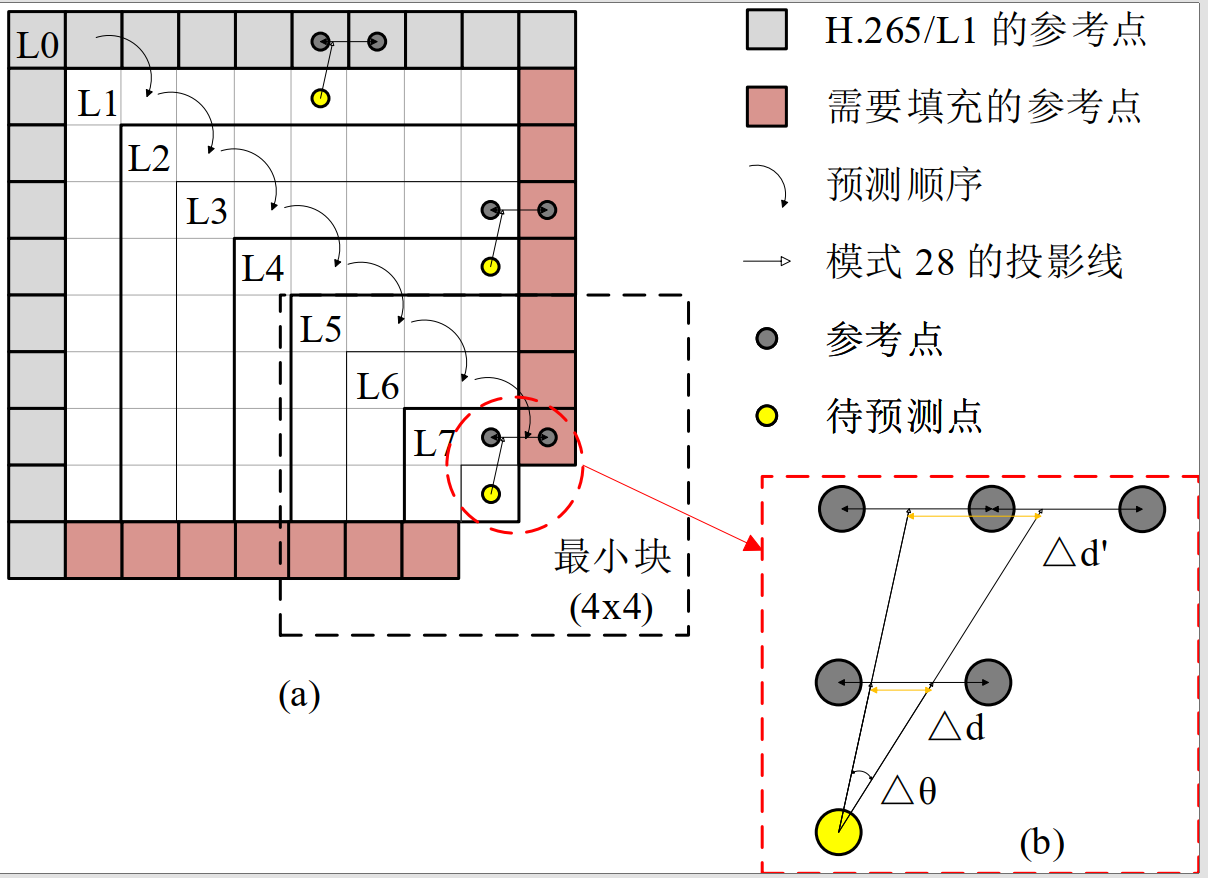 L0
L1
L2
L3
L4
L5
L6
L7
最小块
(4x4)
(a)
H.265/L1 的参考点
需要填充的参考点
预测顺序
模式 28 的投影线
参考点
待预测点
△d'
△d
△θ
(b)